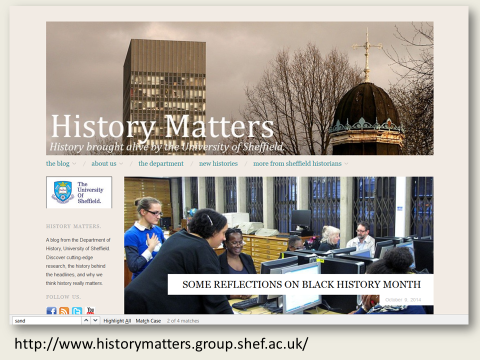 History Matters
History brought alive by the University of Sheffield.
the blog / about us / the department / new histories / more from sheffield historians
The
University
Of
Sheffield.
HISTORY MATTERS.
A blog from the Department of
History, University of Sheffield.
Discover cutting edge
research, the history behind
the headlines, and why we
think history really matters.
FOLLOW US.
SOME REFLECTIONS ON BLACK HISTORY MONTH
October 9, 2014
sand Highlight All Match Case 2 of 4 matches
http://www.historymatters.group.shef.ac.uk/